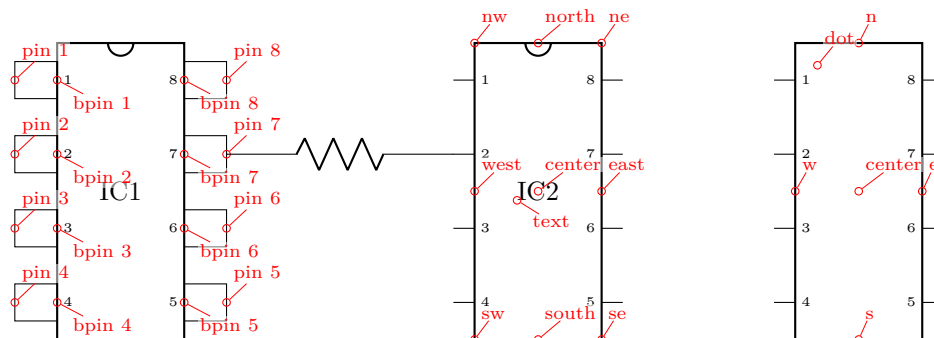 nw north ne n
pin 1 pin 8 dot
1 8 1 8 1 8
bpin 1 bpin 8
pin 2 pin 7
2 7 2 7 2 7
bpin 2 bpin 7 west center east w center e
IC1 IC2
pin 3 pin 6 text
3 6 3 6 3 6
bpin 3 bpin 6
pin 4 pin 5
4 5 4 5 4 5
bpin 4 bpin 5 sw south se s